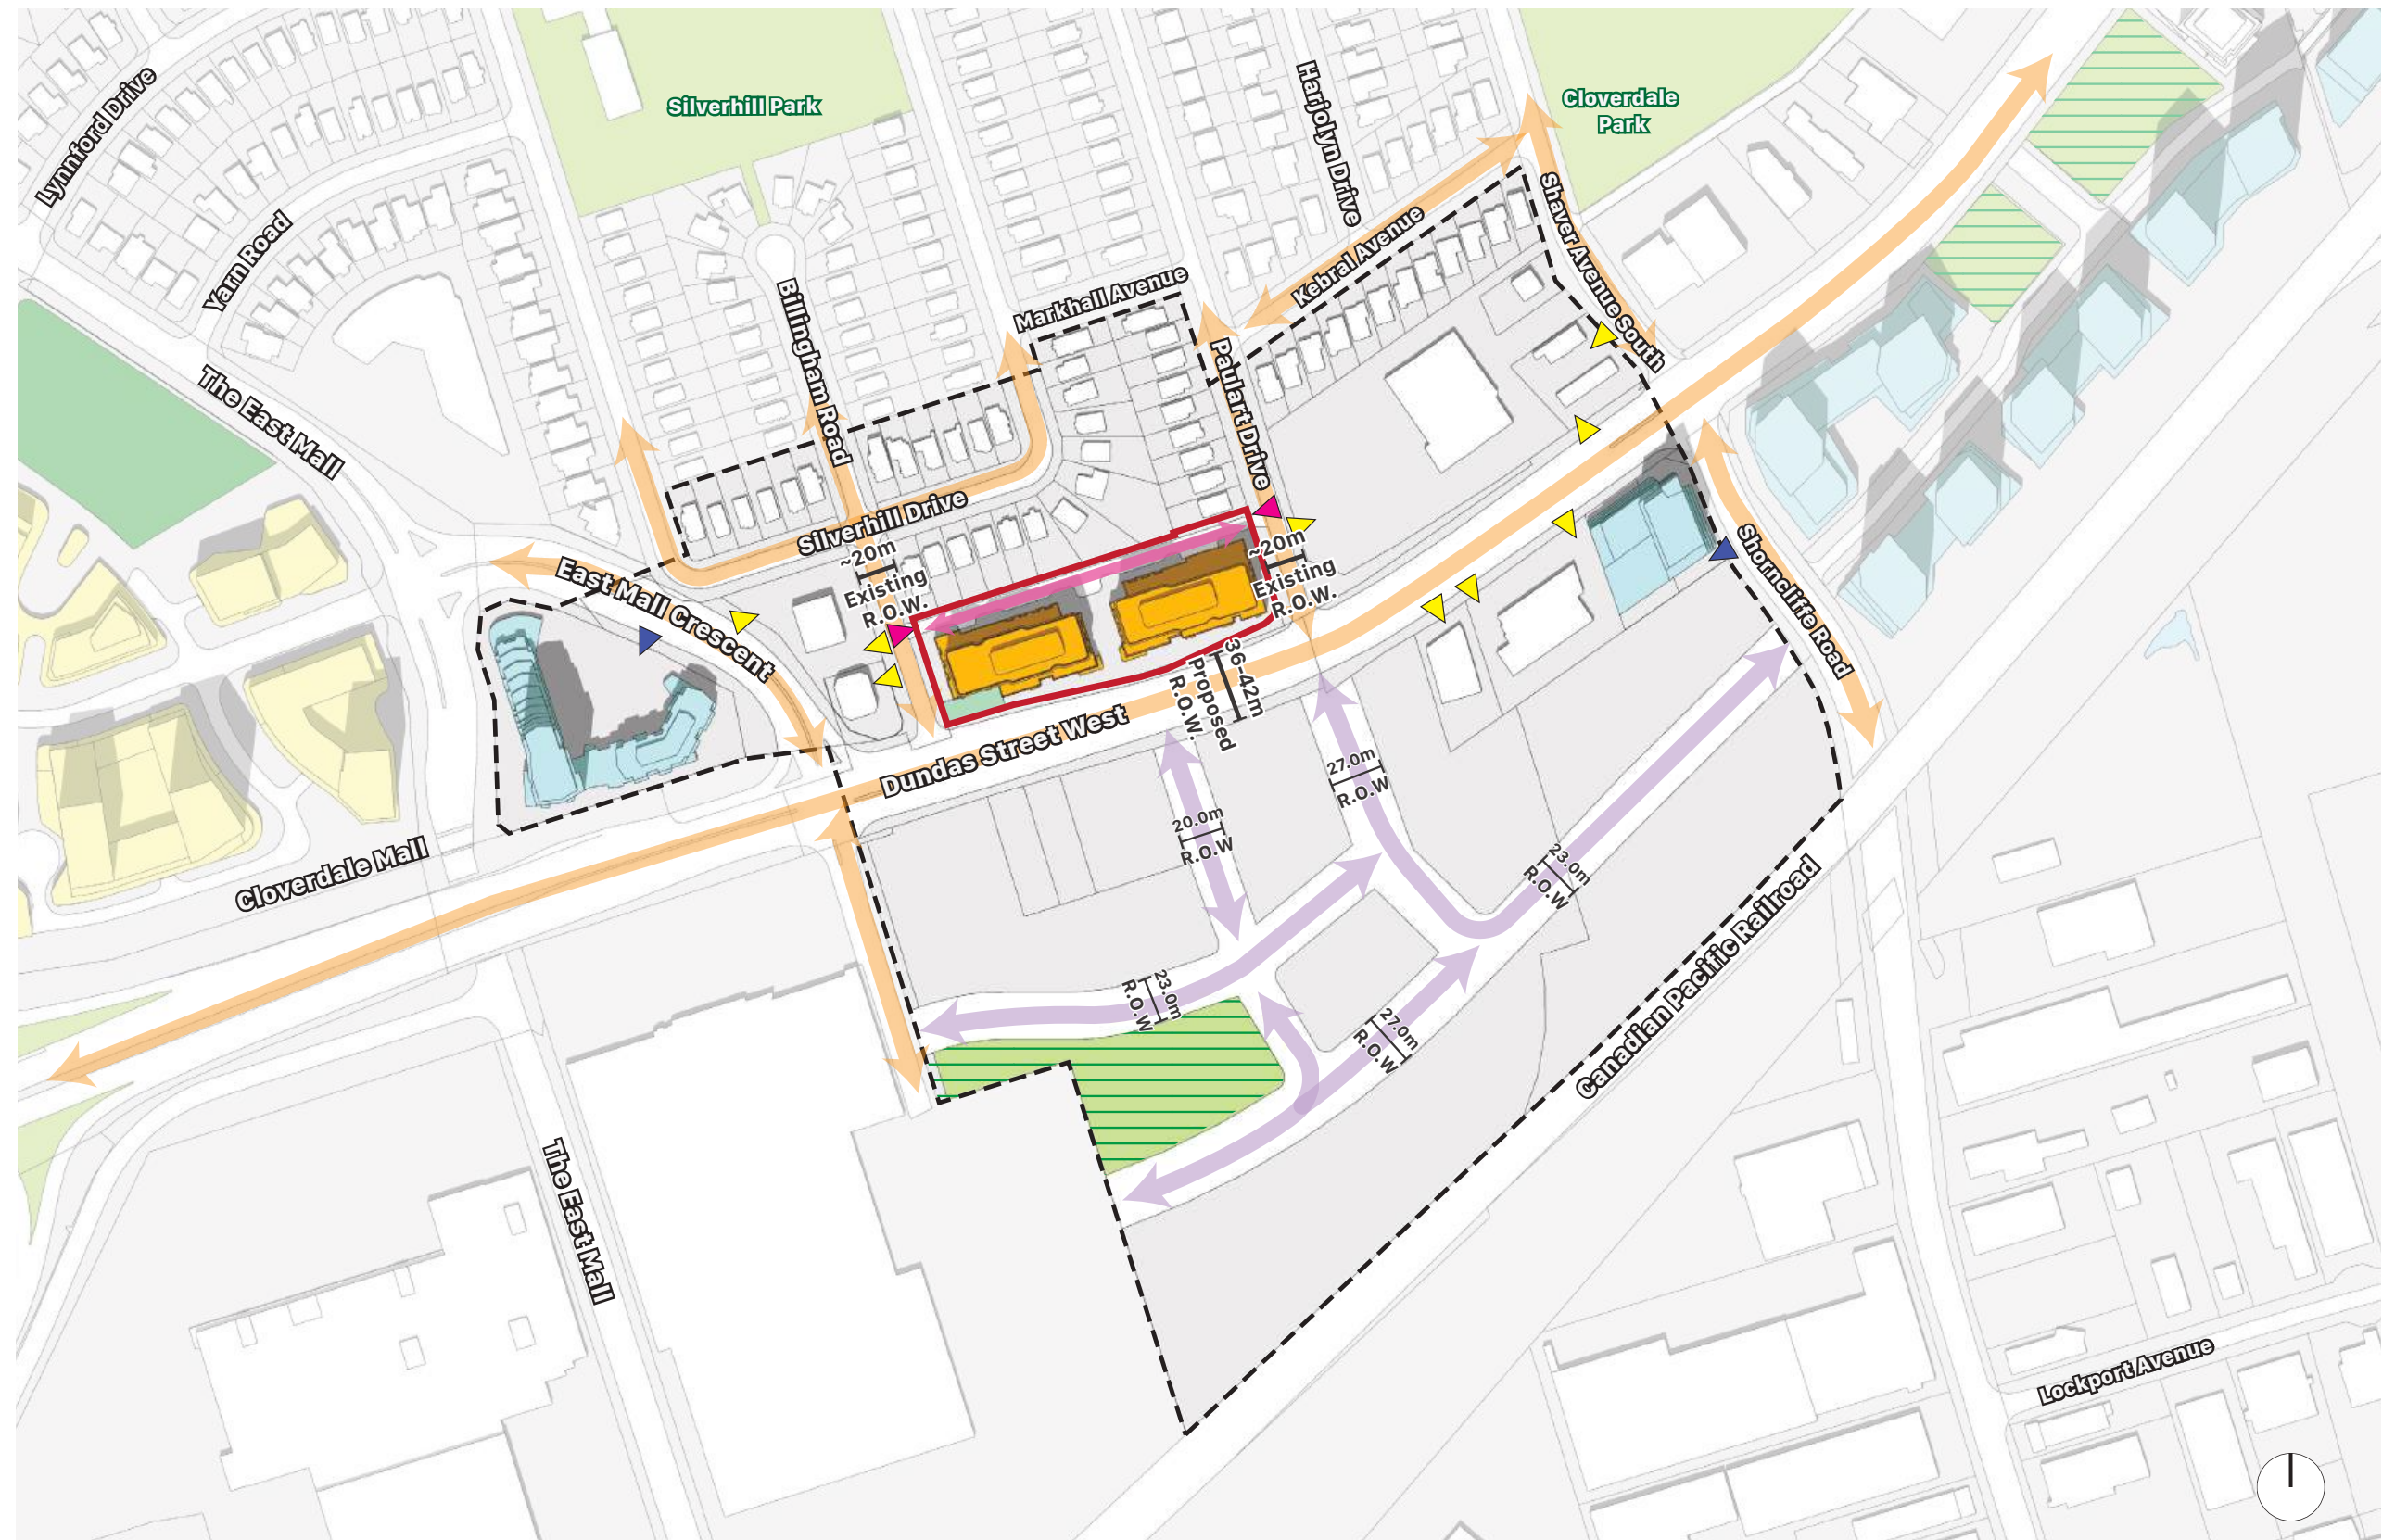 Lynnford Drive
Silverhill Park
Harjolyn Drive
Cloverdale
Park
Yarn Road
Billingham Road
Markhall Avenue
Kebral Avenue
Shaver Avenue South
The East Mall
Paulart Drive
Silverhill Drive
~20m
Existing
R.O.W.
~20m
Existing
R.O.W.
East Mall Crescent
Shorncliffe Road
36-42m
Proposed
R.O.W.
Dundas Street West
27.0m
R.O.W
20.0m
R.O.W
Cloverdale Mall
23.0m
R.O.W
23.0m
R.O.W
27.0m
R.O.W
Canadian Pacific Railroad
The East Mall
Lockport Avenue